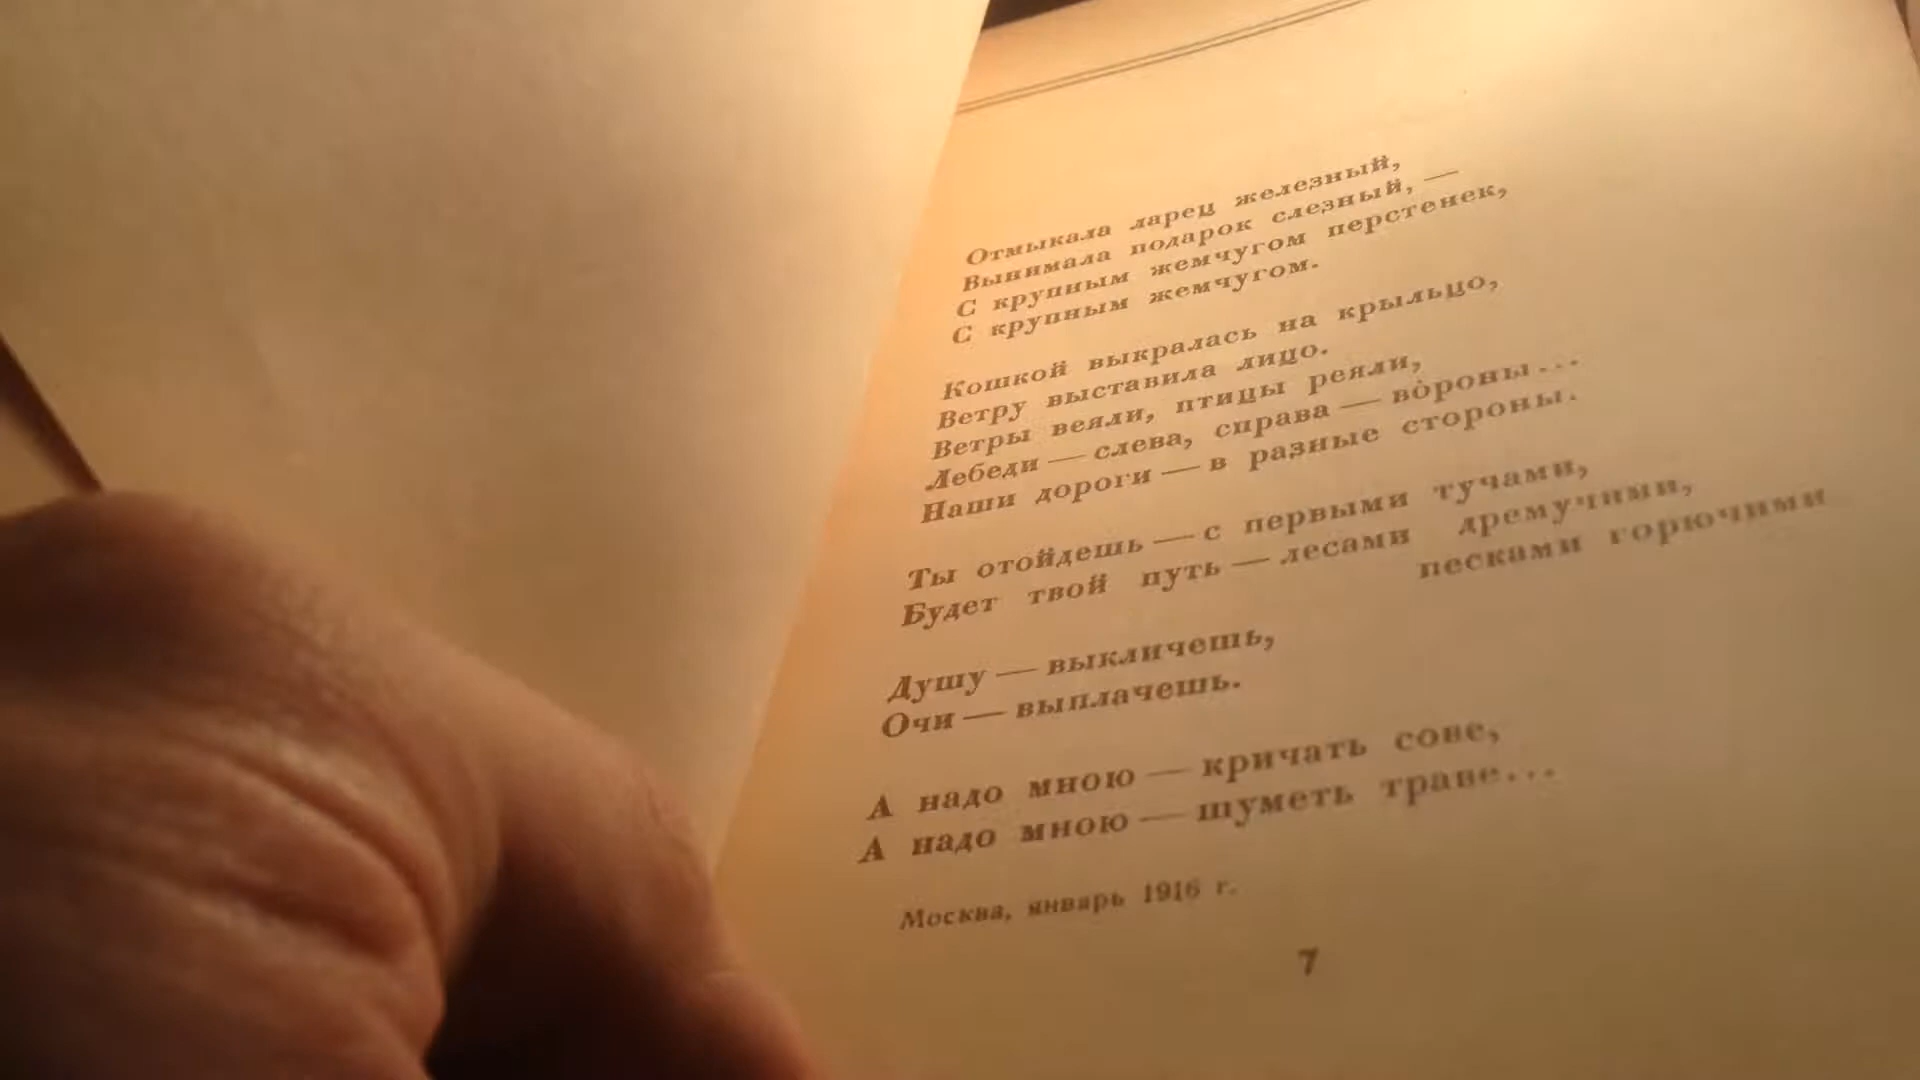 Отмыкала ларец железный,
Вынимала подарок слезный, —
С крупным жемчугом перстенек,
С крупным жемчугом.
Кошкой выкралась на крыльцо,
Ветру выставила лицо.
Ветры веяли, птицы реяли,
Лебеди — слева, справа — во́роны...
Наши дороги — в разные стороны.
Ты отойдешь — с первыми тучами,
Будет твой путь — лесами дремучими,
песками горючими
Душу — выкличешь,
Очи — выплачешь.
А надо мною — кричать сове,
А надо мною — шуметь траве...
Москва, январь 1916 г.
7